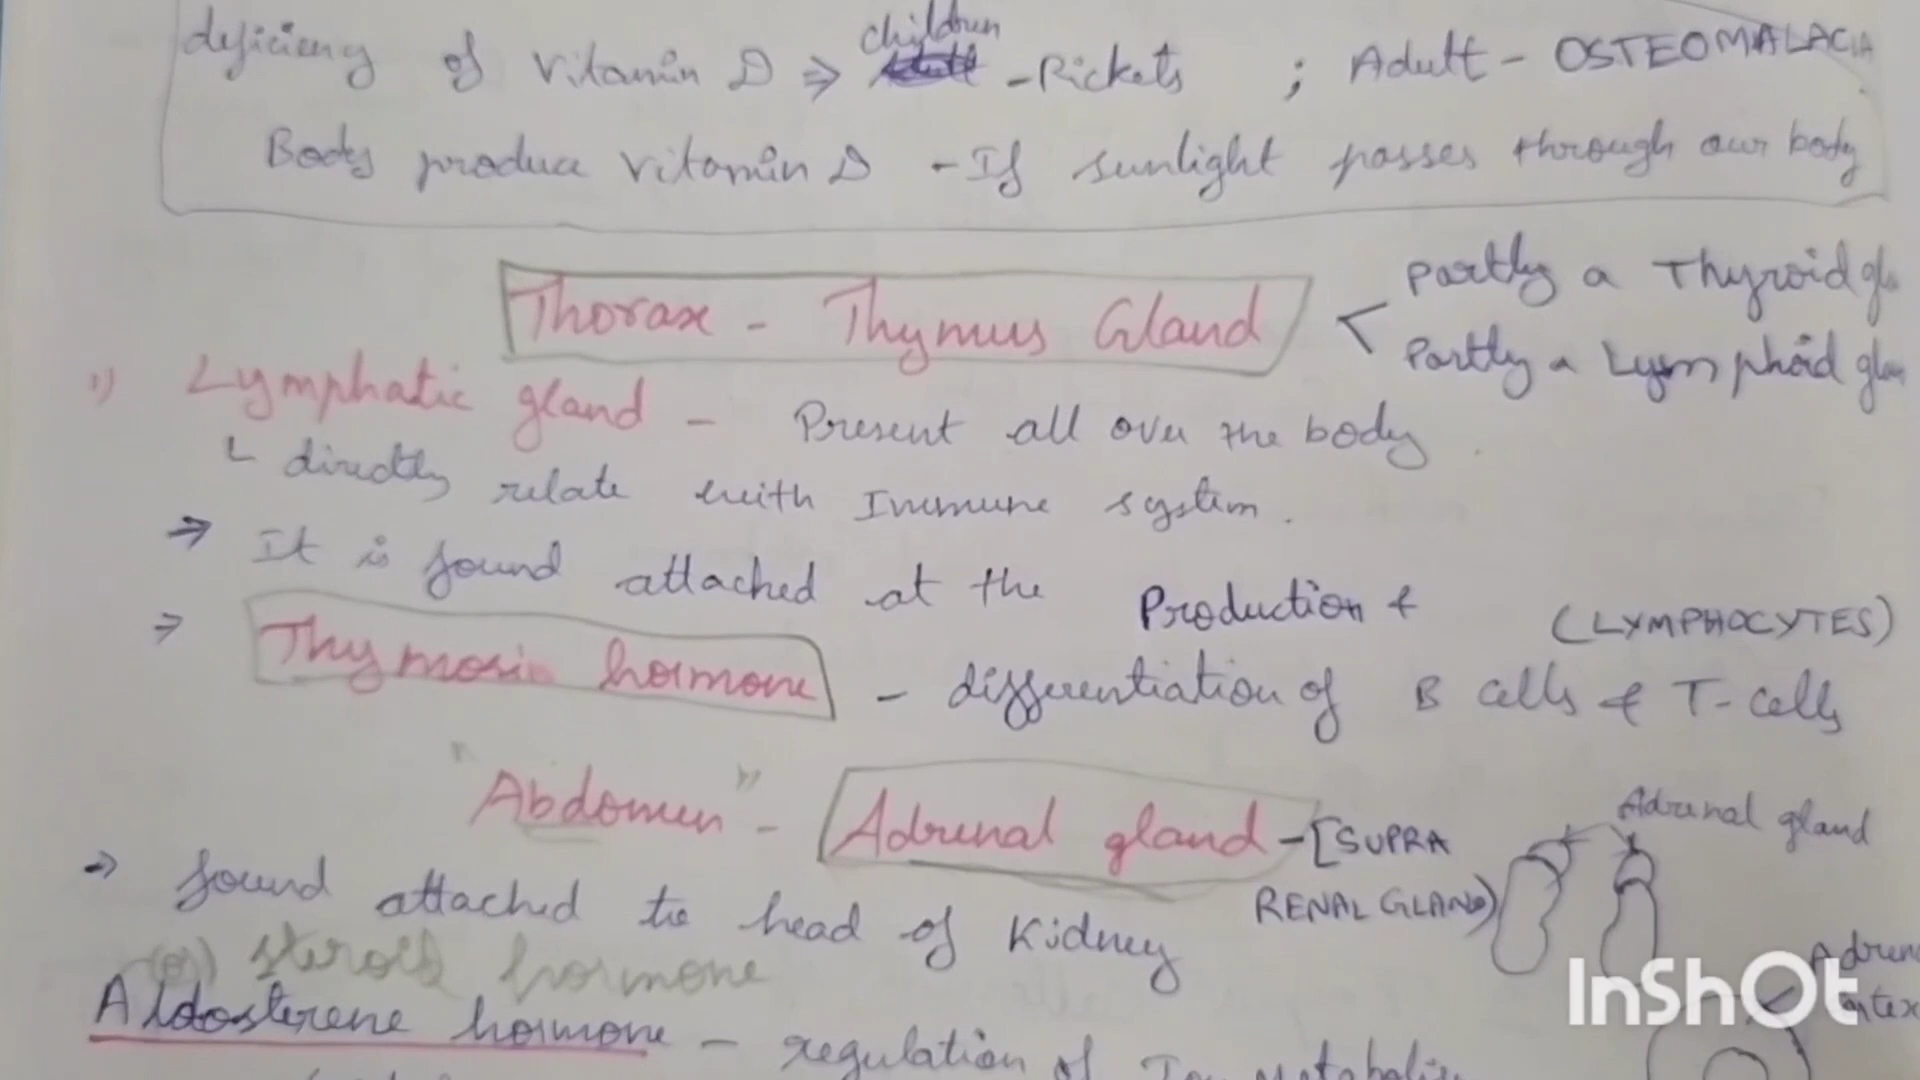 deficieny of vitamin D ⇒ children - Rickets ; Adult - OSTEOMALACIA
Body produce vitamin D - If sunlight passes through our body
Thorax - Thymus Gland
Partly a Thyroid
Partly a Lymphoid
1) Lymphatic gland - Present all over the body.
directly relate with Immune system.
⇒ It is found attached at the
⇒ Thymosin hormone - Production & differentiation of B cells & T-cells
(LYMPHOCYTES)
"Abdomen" - Adrenal gland - [SUPRA
RENAL GLAND)
Adrenal gland
⇒ found attached to head of Kidney
(or) steroid hormone
Aldosterene hormone - regulation of
InShOt